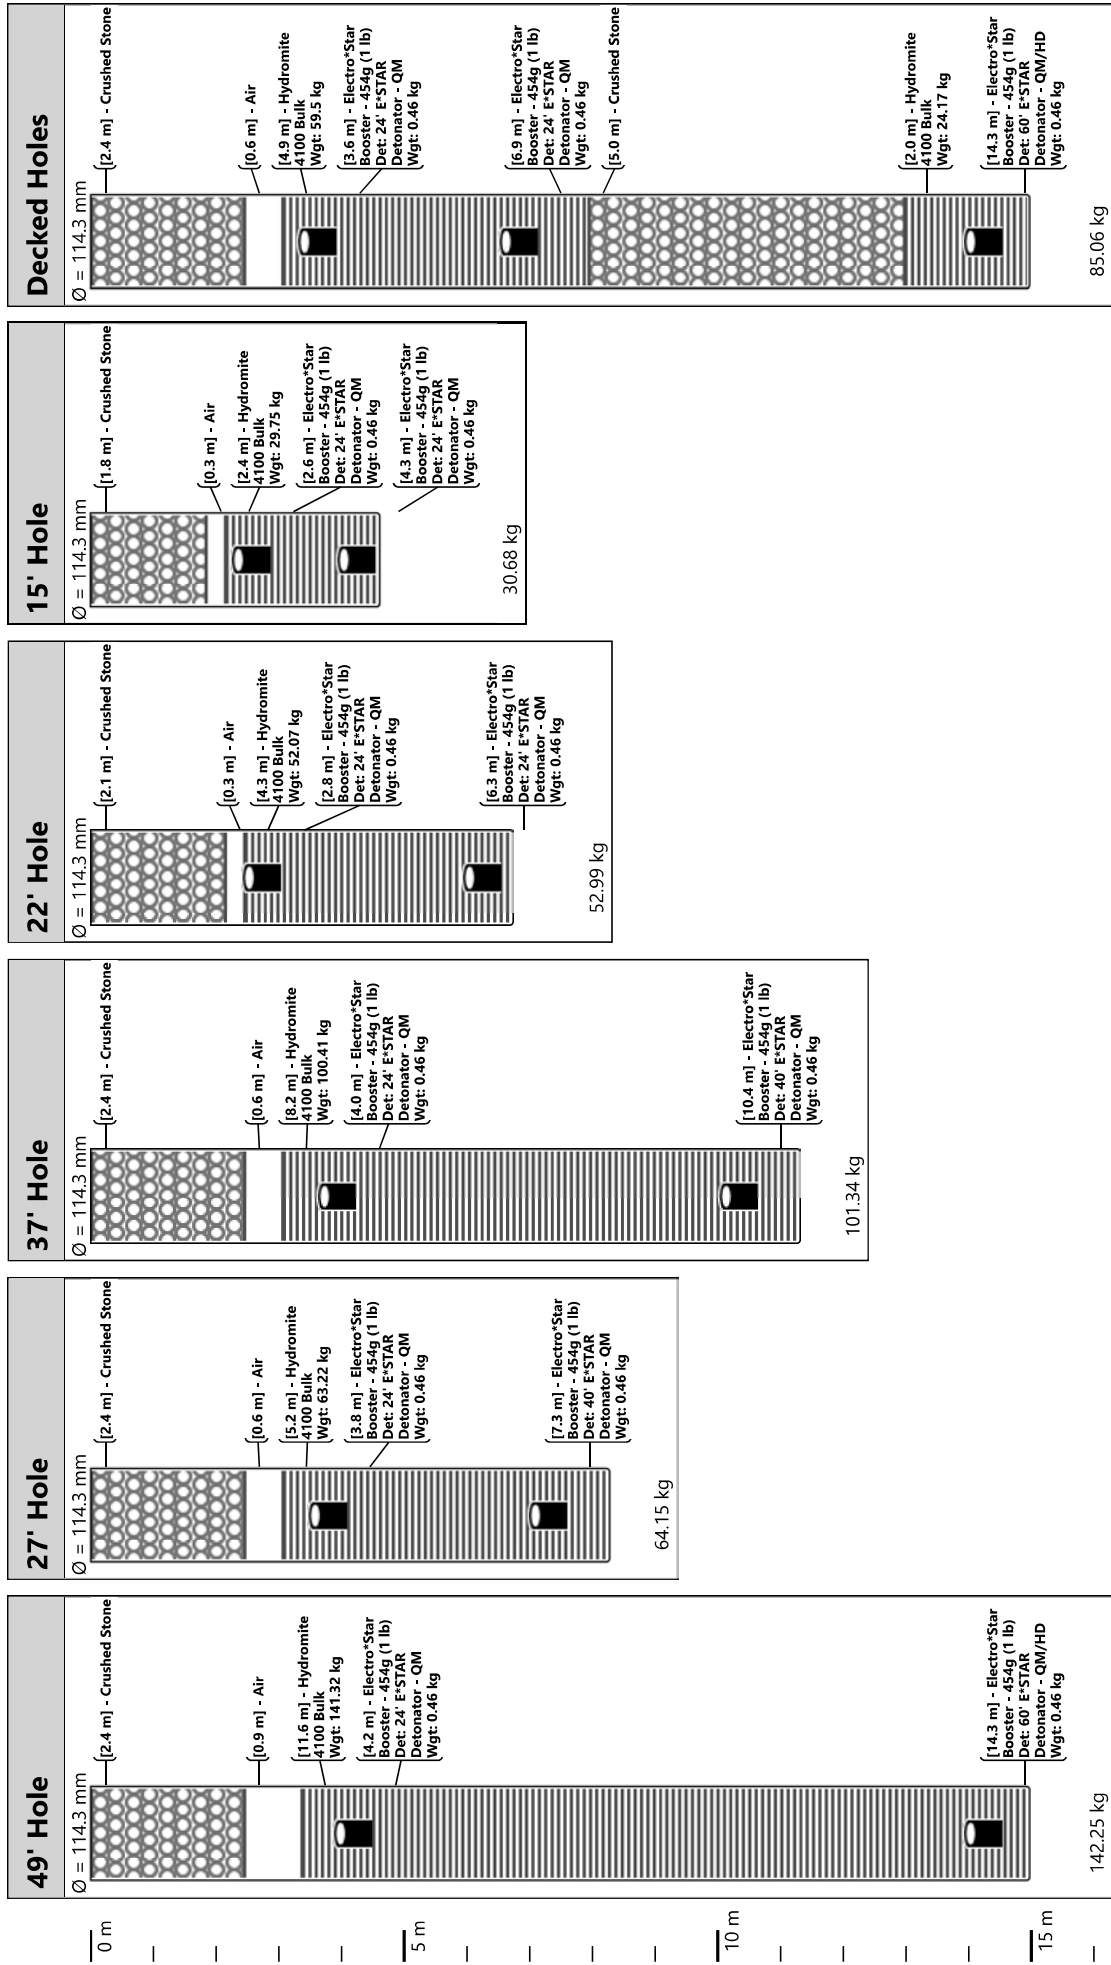 49' Hole
Ø = 114.3 mm
[2.4 m] - Crushed Stone
[0.9 m] - Air
[11.6 m] - Hydromite
4100 Bulk
Wgt: 141.32 kg
[4.2 m] - Electro*Star
Booster - 454g (1 lb)
Det: 24' E*STAR
Detonator - QM
Wgt: 0.46 kg
[14.3 m] - Electro*Star
Booster - 454g (1 lb)
Det: 60' E*STAR
Detonator - QM/HD
Wgt: 0.46 kg
142.25 kg
27' Hole
Ø = 114.3 mm
[2.4 m] - Crushed Stone
[0.6 m] - Air
[5.2 m] - Hydromite
4100 Bulk
Wgt: 63.22 kg
[3.8 m] - Electro*Star
Booster - 454g (1 lb)
Det: 24' E*STAR
Detonator - QM
Wgt: 0.46 kg
[7.3 m] - Electro*Star
Booster - 454g (1 lb)
Det: 40' E*STAR
Detonator - QM
Wgt: 0.46 kg
64.15 kg
37' Hole
Ø = 114.3 mm
[2.4 m] - Crushed Stone
[0.6 m] - Air
[8.2 m] - Hydromite
4100 Bulk
Wgt: 100.41 kg
[4.0 m] - Electro*Star
Booster - 454g (1 lb)
Det: 24' E*STAR
Detonator - QM
Wgt: 0.46 kg
[10.4 m] - Electro*Star
Booster - 454g (1 lb)
Det: 40' E*STAR
Detonator - QM
Wgt: 0.46 kg
101.34 kg
22' Hole
Ø = 114.3 mm
[2.1 m] - Crushed Stone
[0.3 m] - Air
[4.3 m] - Hydromite
4100 Bulk
Wgt: 52.07 kg
[2.8 m] - Electro*Star
Booster - 454g (1 lb)
Det: 24' E*STAR
Detonator - QM
Wgt: 0.46 kg
[6.3 m] - Electro*Star
Booster - 454g (1 lb)
Det: 24' E*STAR
Detonator - QM
Wgt: 0.46 kg
52.99 kg
15' Hole
Ø = 114.3 mm
[1.8 m] - Crushed Stone
[0.3 m] - Air
[2.4 m] - Hydromite
4100 Bulk
Wgt: 29.75 kg
[2.6 m] - Electro*Star
Booster - 454g (1 lb)
Det: 24' E*STAR
Detonator - QM
Wgt: 0.46 kg
[4.3 m] - Electro*Star
Booster - 454g (1 lb)
Det: 24' E*STAR
Detonator - QM
Wgt: 0.46 kg
30.68 kg
Decked Holes
Ø = 114.3 mm
[2.4 m] - Crushed Stone
[0.6 m] - Air
[4.9 m] - Hydromite
4100 Bulk
Wgt: 59.5 kg
[3.6 m] - Electro*Star
Booster - 454g (1 lb)
Det: 24' E*STAR
Detonator - QM
Wgt: 0.46 kg
[6.9 m] - Electro*Star
Booster - 454g (1 lb)
Det: 24' E*STAR
Detonator - QM
Wgt: 0.46 kg
[5.0 m] - Crushed Stone
[2.0 m] - Hydromite
4100 Bulk
Wgt: 24.17 kg
[14.3 m] - Electro*Star
Booster - 454g (1 lb)
Det: 60' E*STAR
Detonator - QM/HD
Wgt: 0.46 kg
85.06 kg
0 m
5 m
10 m
15 m